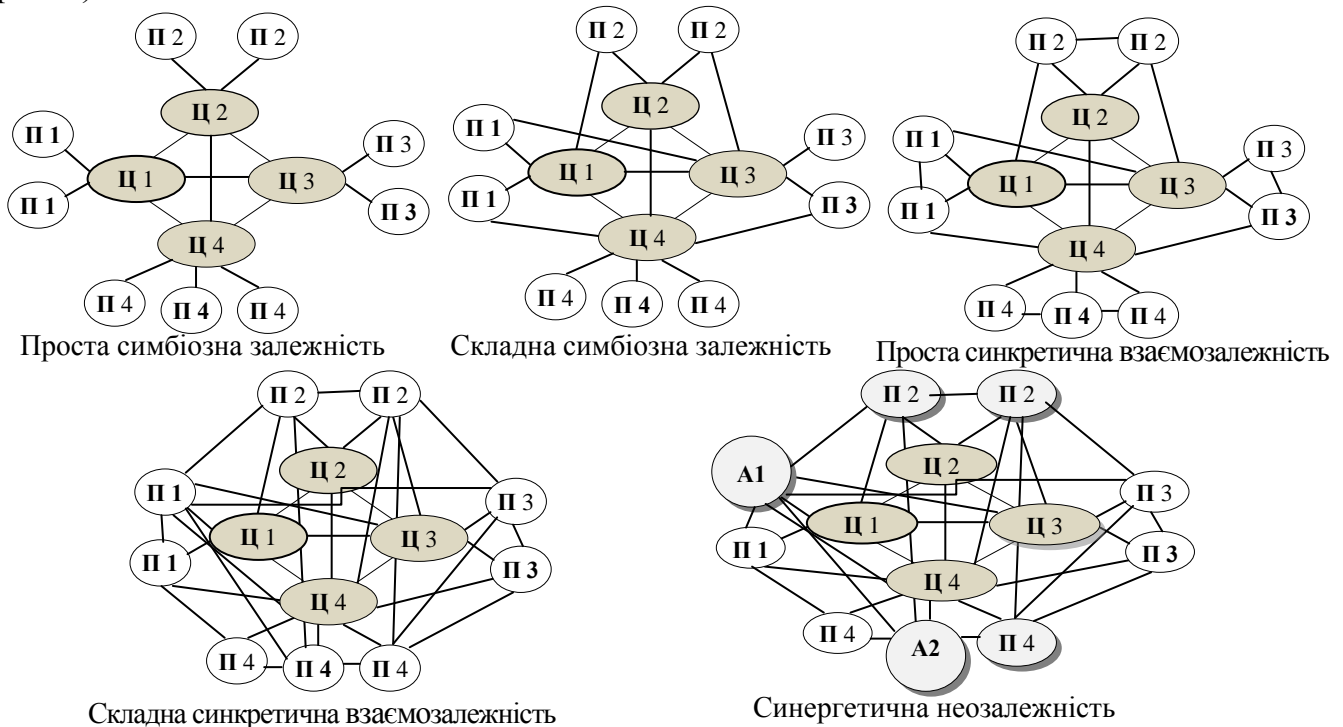 П 2 П 2
Ц 2
П 1 П 3
Ц 1 Ц 3
П 1 П 3
Ц 4
П 4 П 4 П 4
Проста симбіозна залежність
П 2 П 2
Ц 2
П 1 П 3
Ц 1 Ц 3
П 1 П 3
Ц 4
П 4 П 4 П 4
Складна симбіозна залежність
П 2 П 2
Ц 2
П 1 П 3
Ц 1 Ц 3
П 1 П 3
Ц 4
П 4 П 4 П 4
Проста синкретична взаємозалежність
П 2 П 2
Ц 2
П 1 П 3
Ц 1 Ц 3
П 1 П 3
Ц 4
П 4 П 4 П 4
Складна синкретична взаємозалежність
П 2 П 2
Ц 2
А1 П 3
Ц 1 Ц 3
П 1 П 3
Ц 4
П 4 А2 П 4
Синергетична неозалежність